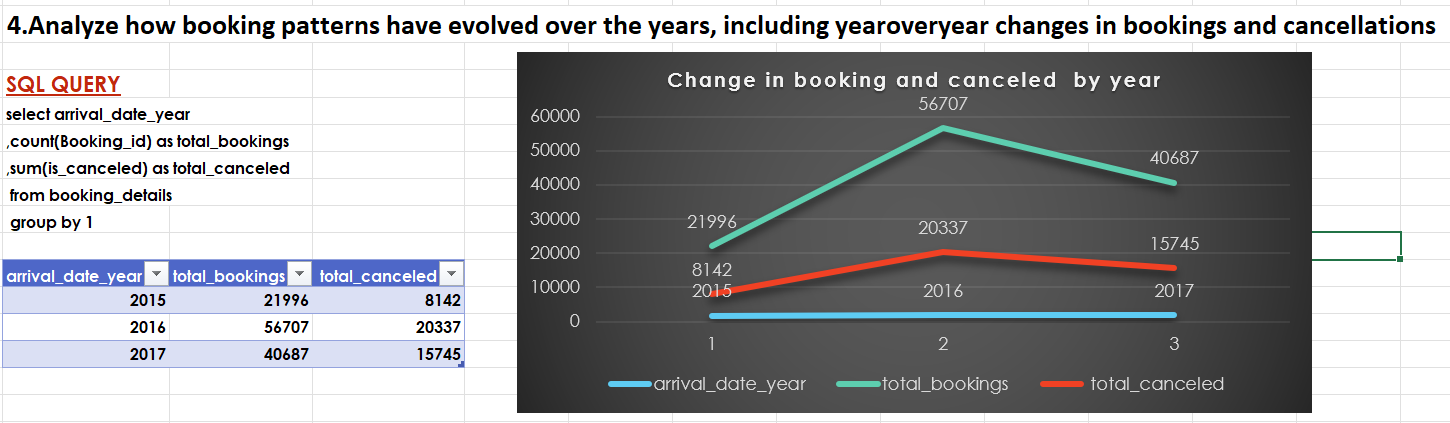 4.Analyze how booking patterns have evolved over the years, including yearoveryear changes in bookings and cancellations
SQL QUERY
select arrival_date_year
,count(Booking_id) as total_bookings
,sum(is_canceled) as total_canceled
from booking_details
group by 1
arrival_date_year total_bookings total_canceled
2015 21996 8142
2016 56707 20337
2017 40687 15745
Change in booking and canceled by year
60000
50000
40000
30000
20000
10000
0
56707
40687
21996
20337
15745
8142
2015 2016 2017
1 2 3
arrival_date_year total_bookings total_canceled